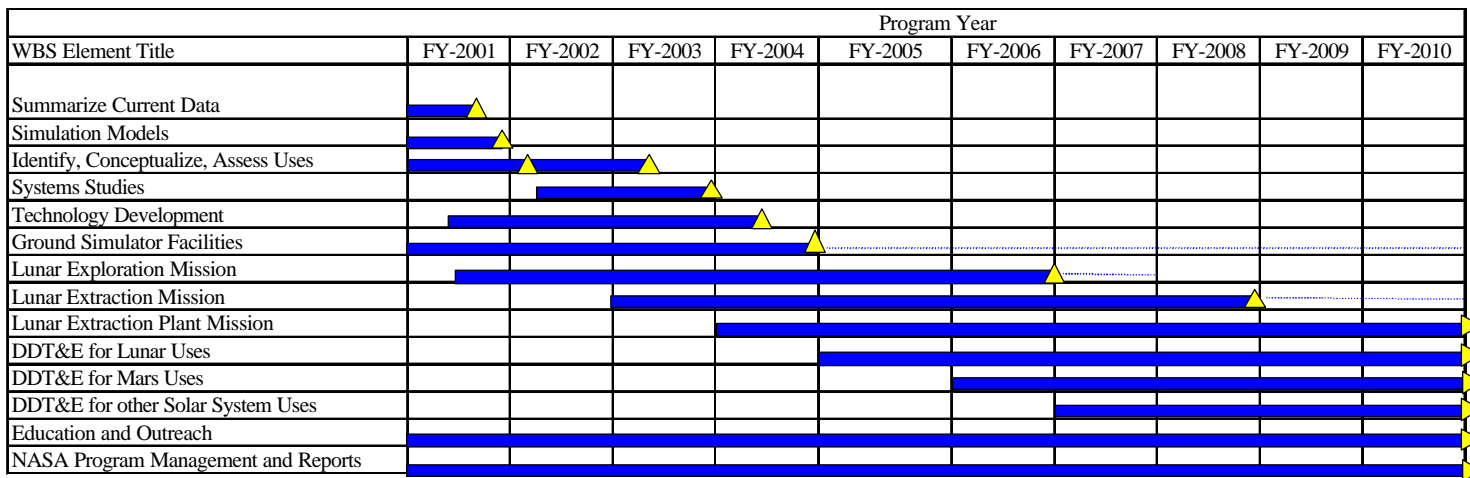 Program Year
WBS Element Title FY-2001 FY-2002 FY-2003 FY-2004 FY-2005 FY-2006 FY-2007 FY-2008 FY-2009 FY-2010
Summarize Current Data
Simulation Models
Identify, Conceptualize, Assess Uses
Systems Studies
Technology Development
Ground Simulator Facilities
Lunar Exploration Mission
Lunar Extraction Mission
Lunar Extraction Plant Mission
DDT&E for Lunar Uses
DDT&E for Mars Uses
DDT&E for other Solar System Uses
Education and Outreach
NASA Program Management and Reports